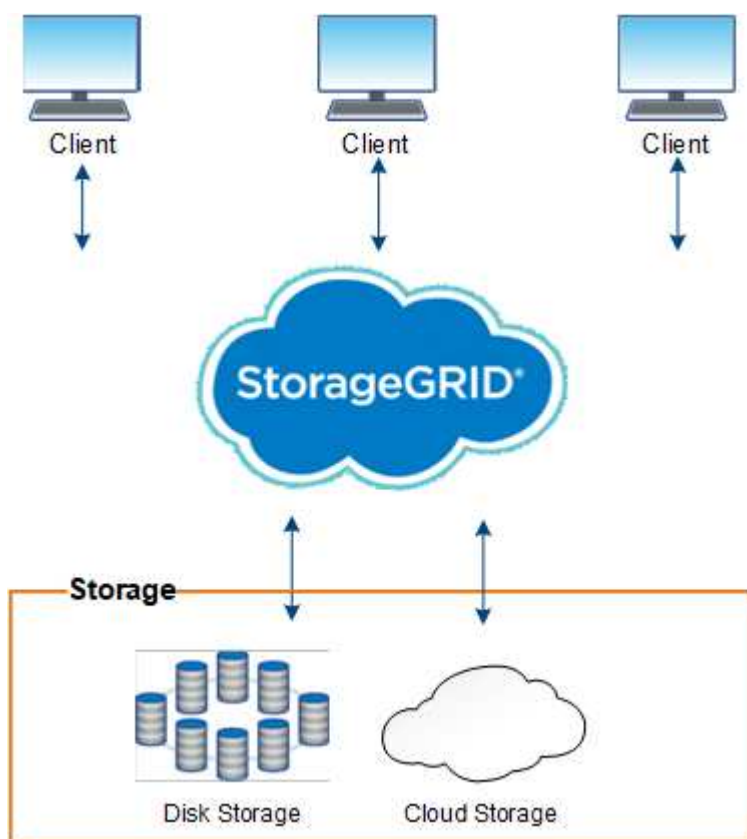 Client
Client
Client
StorageGRID®
Storage
Disk Storage
Cloud Storage